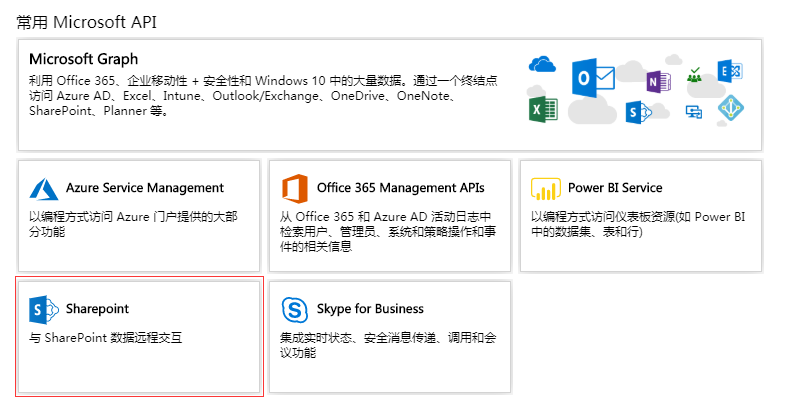 常用 Microsoft API
Microsoft Graph
利用 Office 365、企业移动性 + 安全性和 Windows 10 中的大量数据。通过一个终结点
访问 Azure AD、Excel、Intune、Outlook/Exchange、OneDrive、OneNote、
SharePoint、Planner 等。
Azure Service Management
以编程方式访问 Azure 门户提供的大部
分功能
Office 365 Management APIs
从 Office 365 和 Azure AD 活动日志中
检索用户、管理员、系统和策略操作和事
件的相关信息
Power BI Service
以编程方式访问仪表板资源(如 Power BI
中的数据集、表和行)
Sharepoint
与 SharePoint 数据远程交互
Skype for Business
集成实时状态、安全消息传递、调用和会
议功能